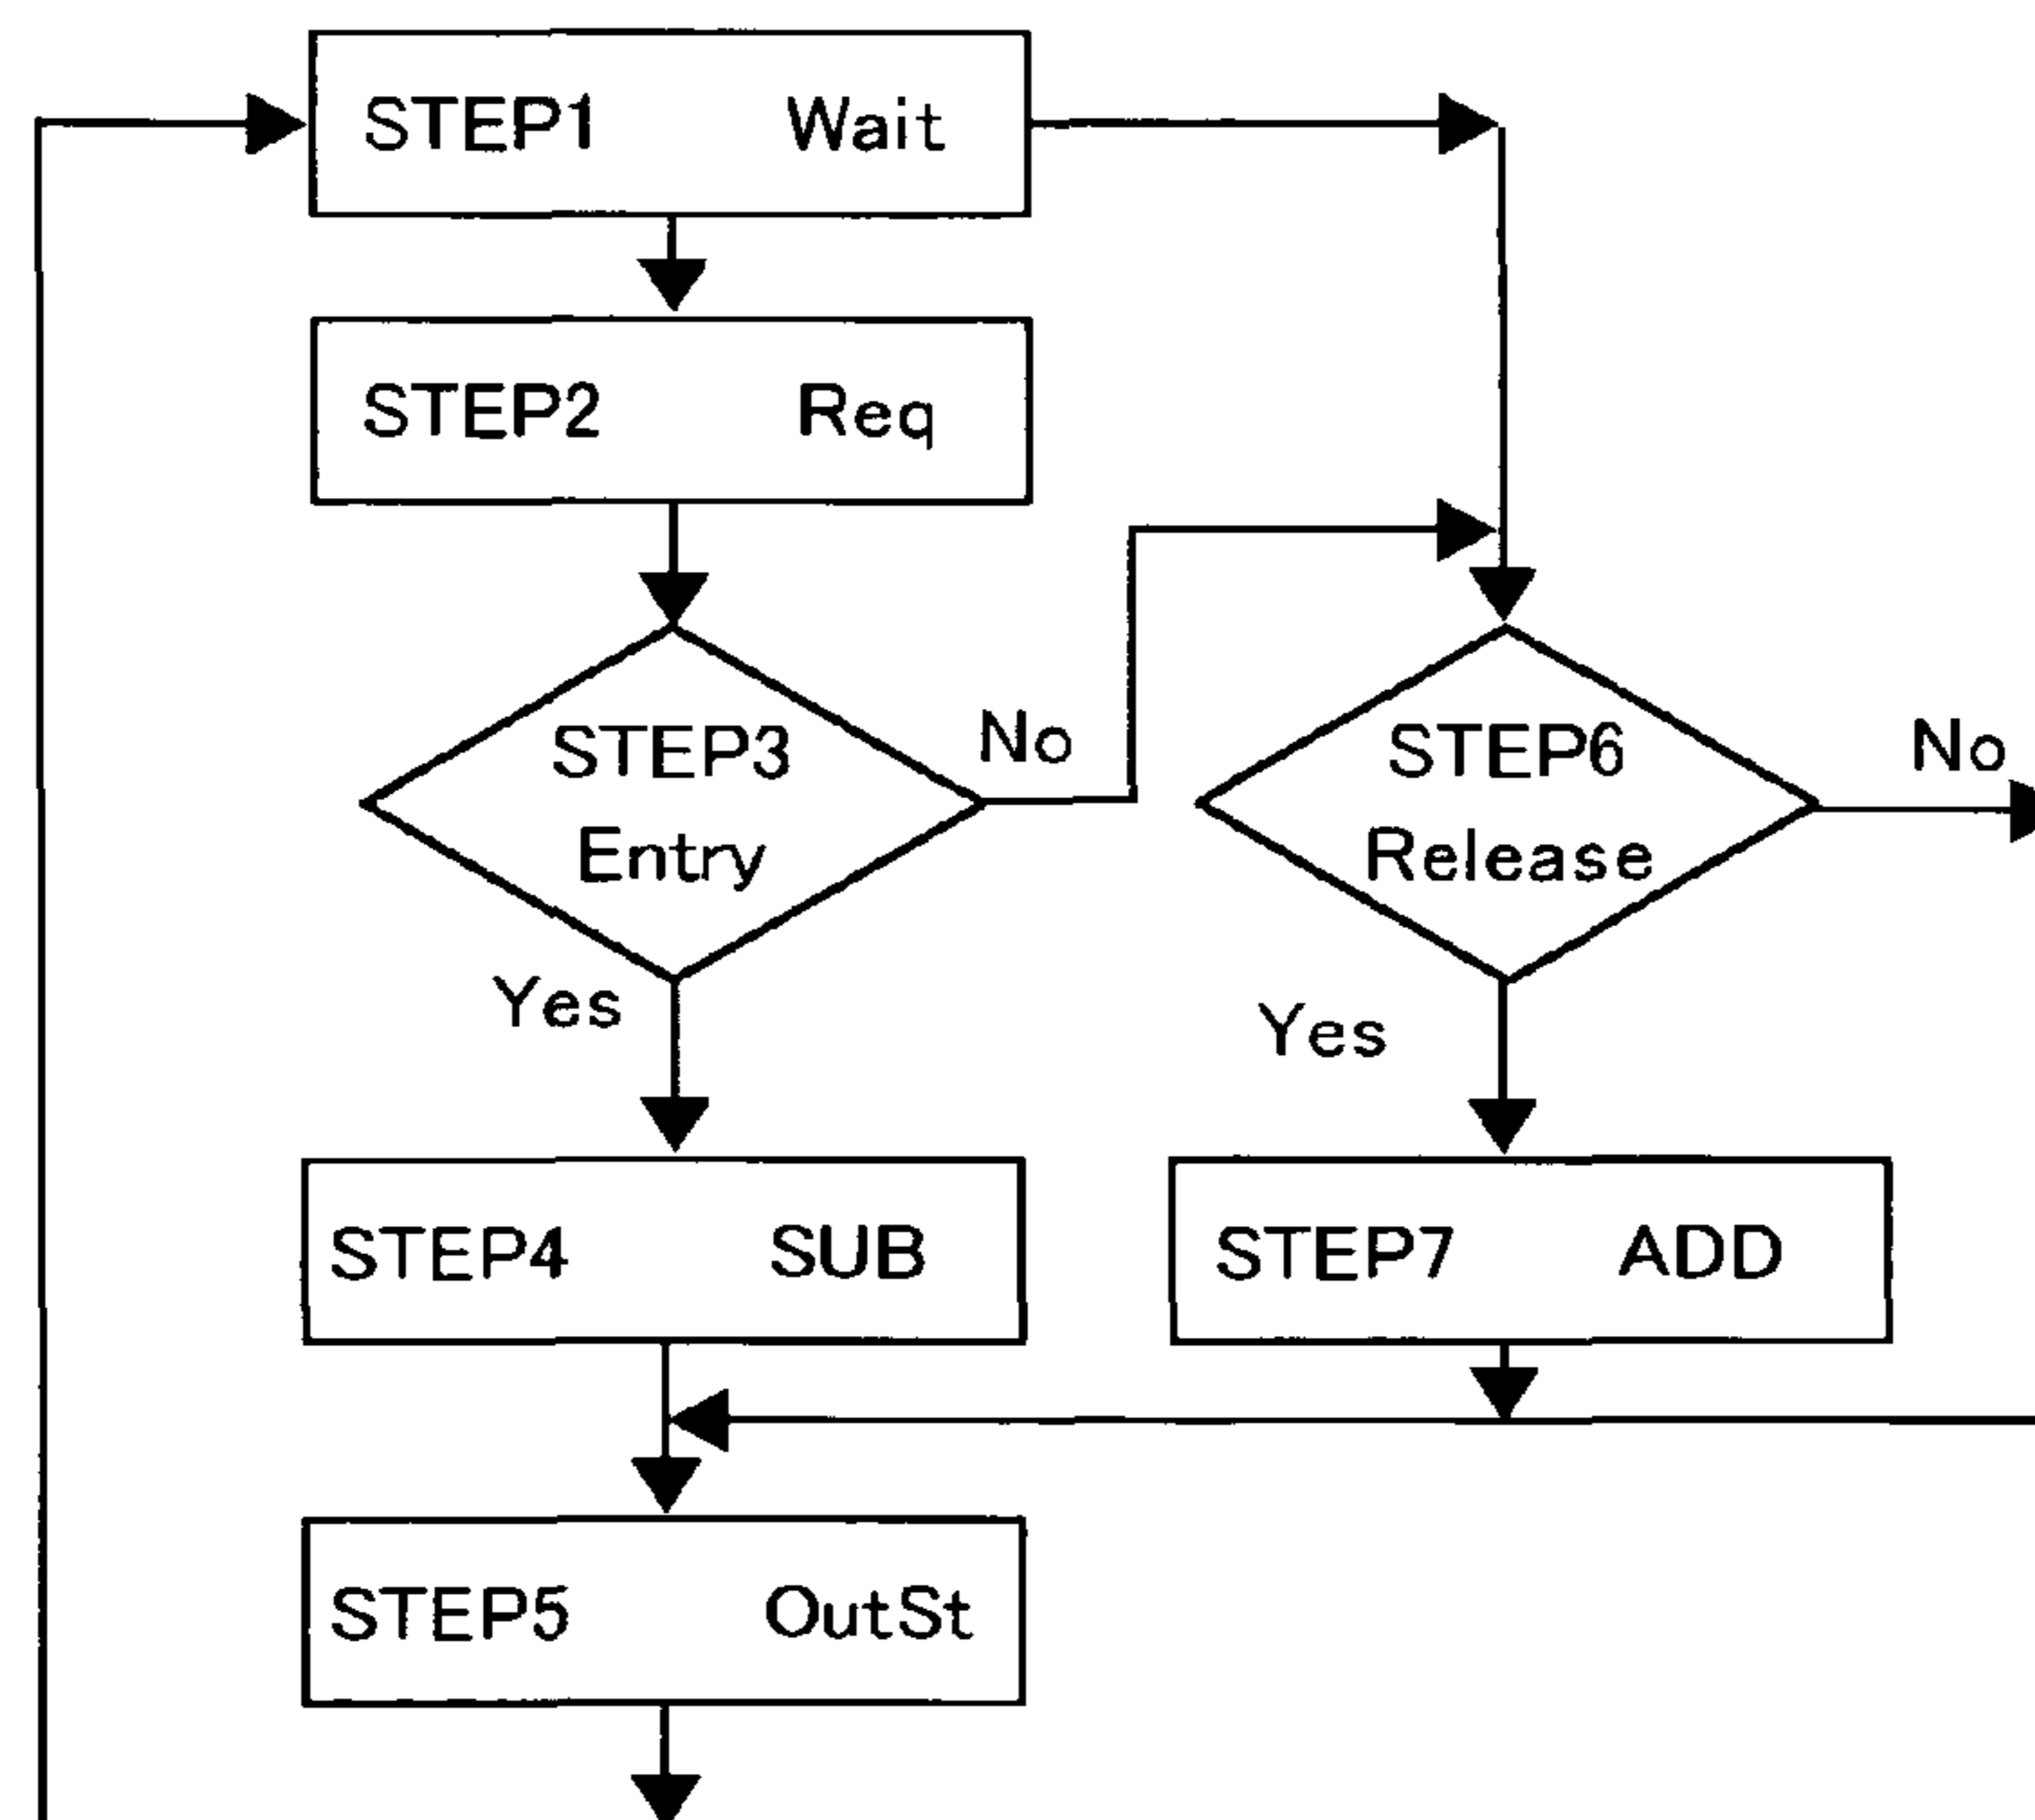 STEP1 Wait
STEP2 Req
STEP3
Entry
No
Yes
STEP6
Release
No
Yes
STEP4 SUB
STEP7 ADD
STEP5 OutSt